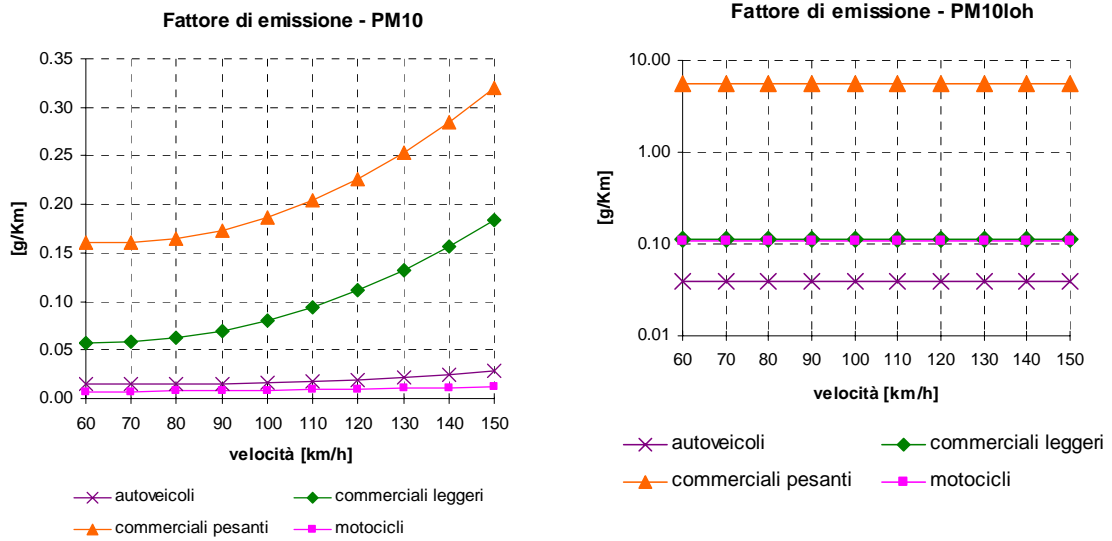 Fattore di emissione - PM10
0.35
0.30
0.25
0.20
0.15
0.10
0.05
0.00
[g/Km]
60 70 80 90 100 110 120 130 140 150
velocità [km/h]
autoveicoli
commerciali leggeri
commerciali pesanti
motocicli
Fattore di emissione - PM10loh
10.00
1.00
0.10
0.01
[g/Km]
60 70 80 90 100 110 120 130 140 150
velocità [km/h]
autoveicoli
commerciali leggeri
commerciali pesanti
motocicli